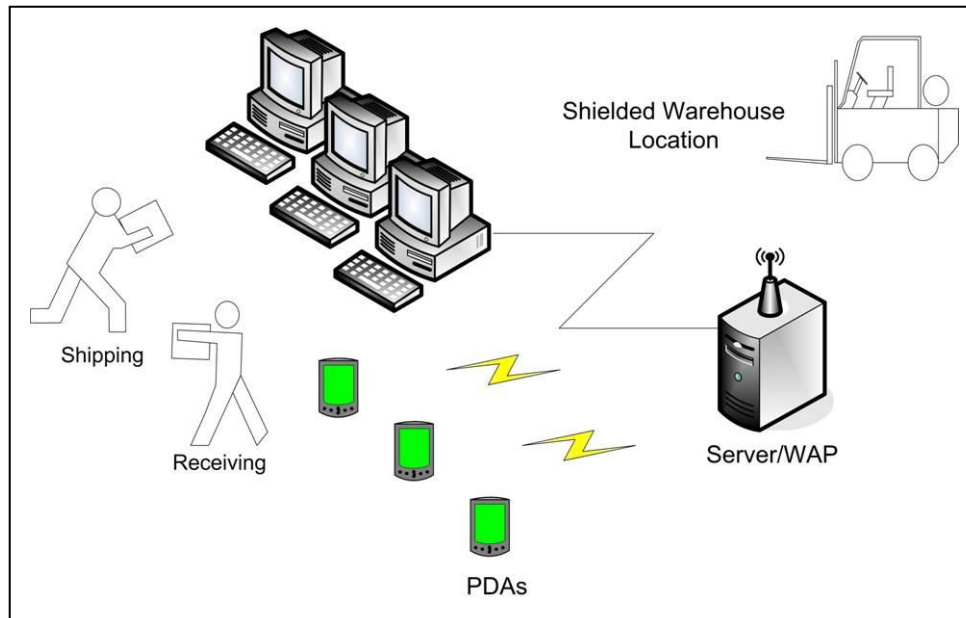 Shielded Warehouse
Location
Shipping
Receiving
Server/WAP
PDAs